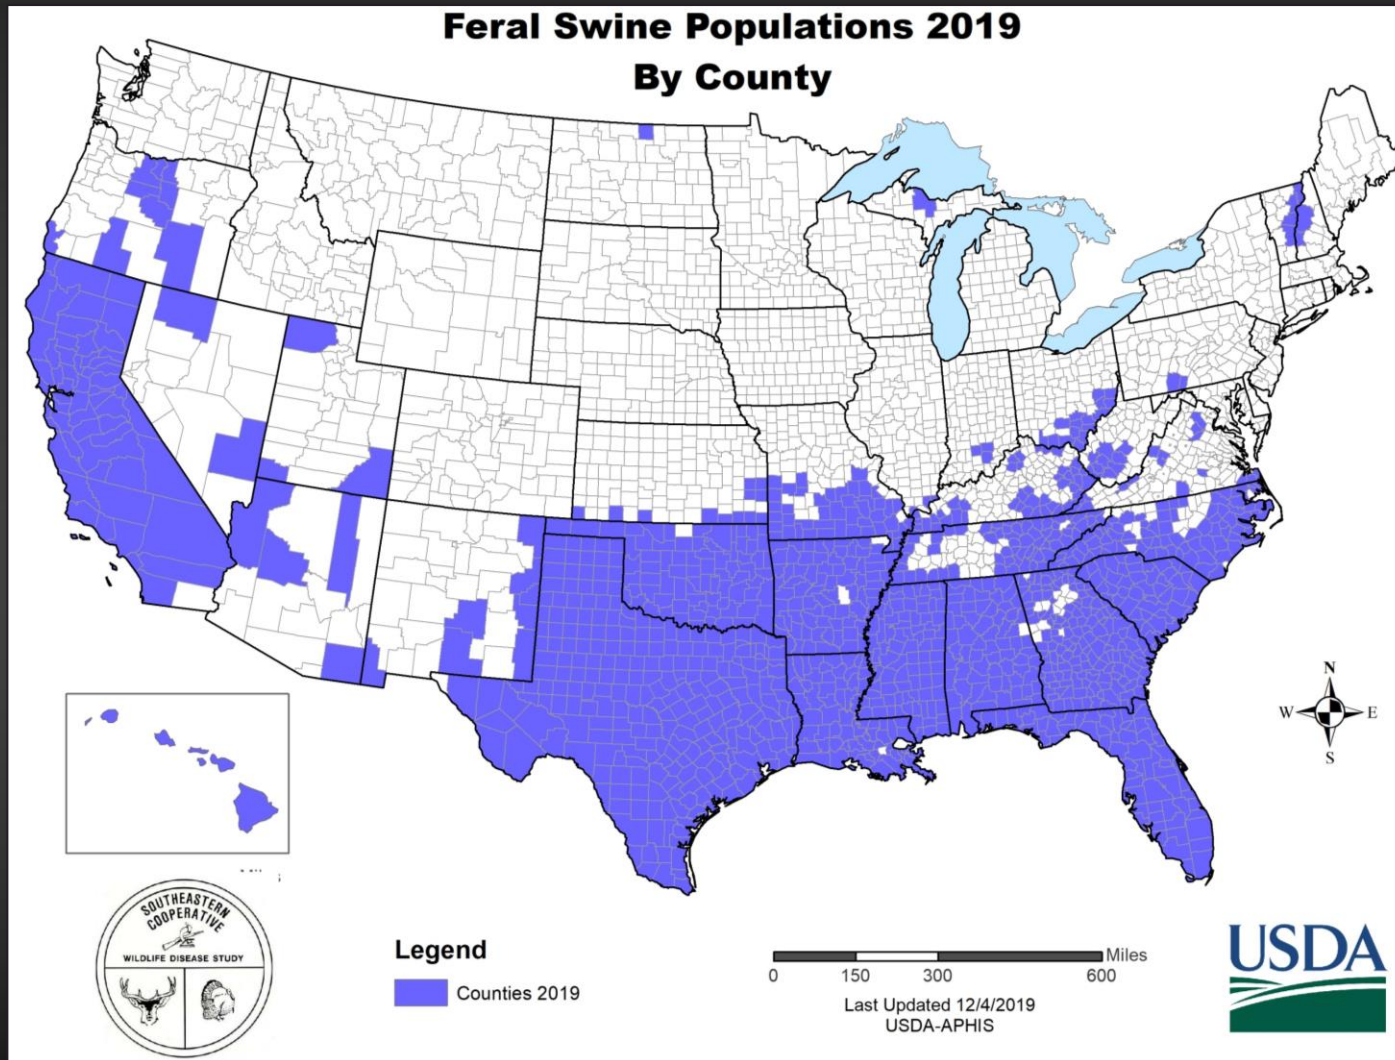 Feral Swine Populations 2019
By County
N
W E
S
SOUTHEASTERN
COOPERATIVE
WILDLIFE DISEASE STUDY
Legend
Counties 2019
Miles
0 150 300 600
Last Updated 12/4/2019
USDA-APHIS
USDA